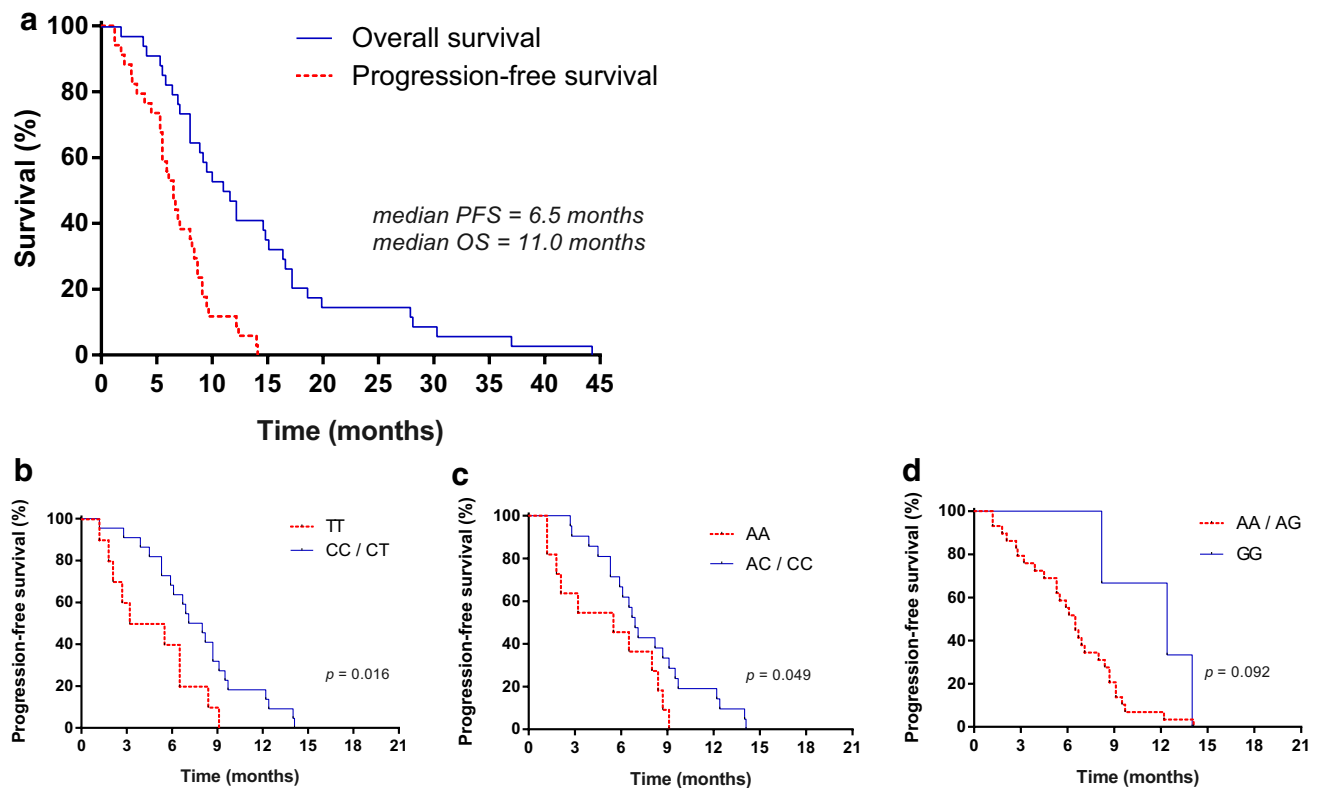 a
100
80
60
40
20
0
Survival (%)
Overall survival
Progression-free survival
median PFS = 6.5 months
median OS = 11.0 months
0 5 10 15 20 25 30 35 40 45
Time (months)
b
Progression-free survival (%)
100
80
60
40
20
0
TT
CC / CT
p = 0.016
0 3 6 9 12 15 18 21
Time (months)
c
Progression-free survival (%)
100
80
60
40
20
0
AA
AC / CC
p = 0.049
0 3 6 9 12 15 18 21
Time (months)
d
Progression-free survival (%)
100
80
60
40
20
0
AA / AG
GG
p = 0.092
0 3 6 9 12 15 18 21
Time (months)